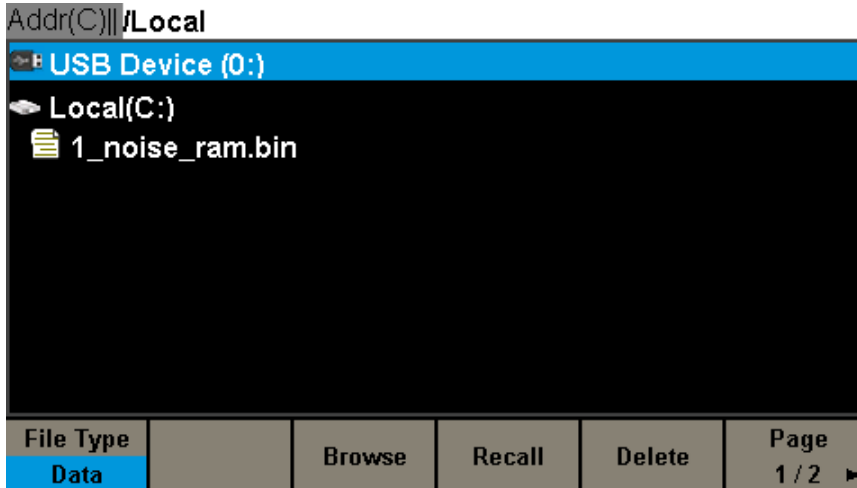 Addr(C)|| /Local
USB Device (0:)
Local(C:)
1_noise_ram.bin
File Type
Data
Browse
Recall
Delete
Page
1 / 2 ►